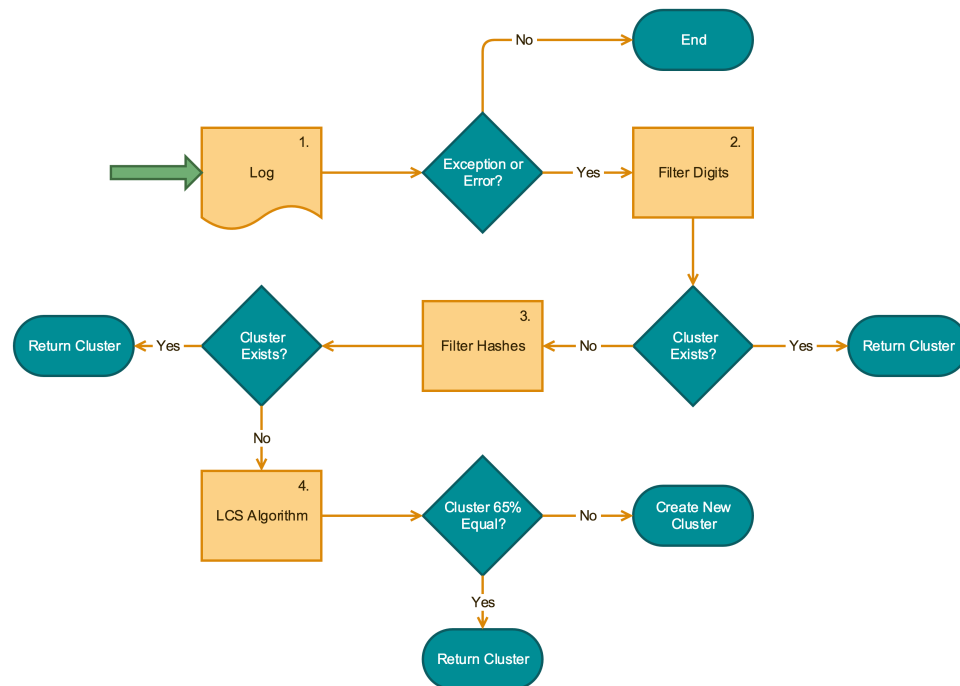 No
End
1.
Log
Exception or
Error?
Yes
2.
Filter Digits
Return Cluster
Yes
Cluster
Exists?
3.
Filter Hashes
No
Cluster
Exists?
Yes
Return Cluster
No
4.
LCS Algorithm
Cluster 65%
Equal?
No
Create New
Cluster
Yes
Return Cluster